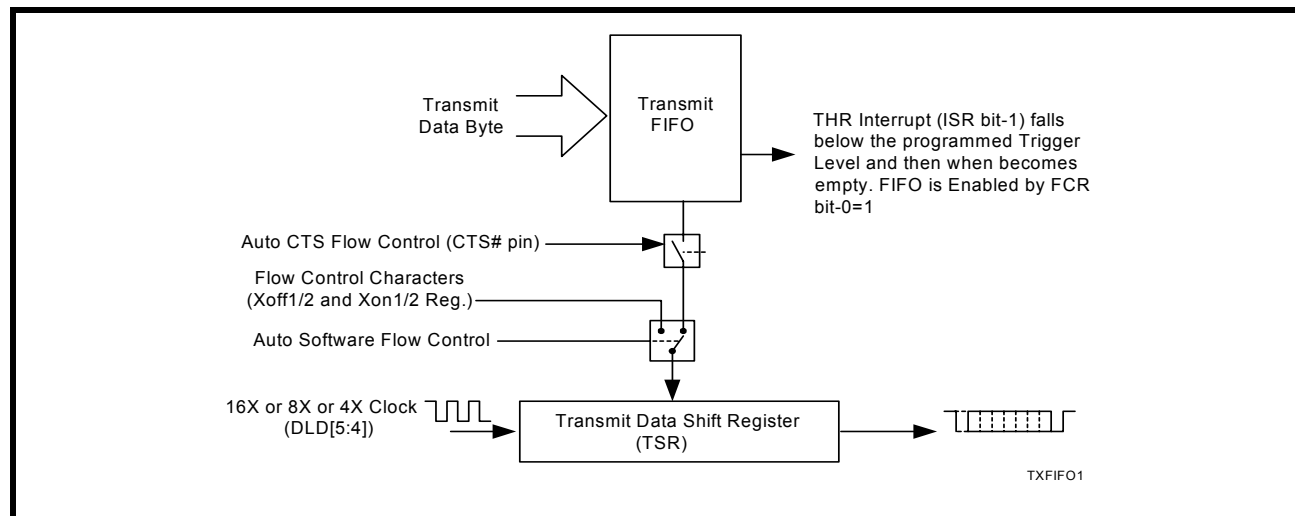 Transmit
Data Byte
Transmit
FIFO
THR Interrupt (ISR bit-1) falls
below the programmed Trigger
Level and then when becomes
empty. FIFO is Enabled by FCR
bit-0=1
Auto CTS Flow Control (CTS# pin)
Flow Control Characters
(Xoff1/2 and Xon1/2 Reg.)
Auto Software Flow Control
16X or 8X or 4X Clock
(DLD[5:4])
Transmit Data Shift Register
(TSR)
TXFIFO1